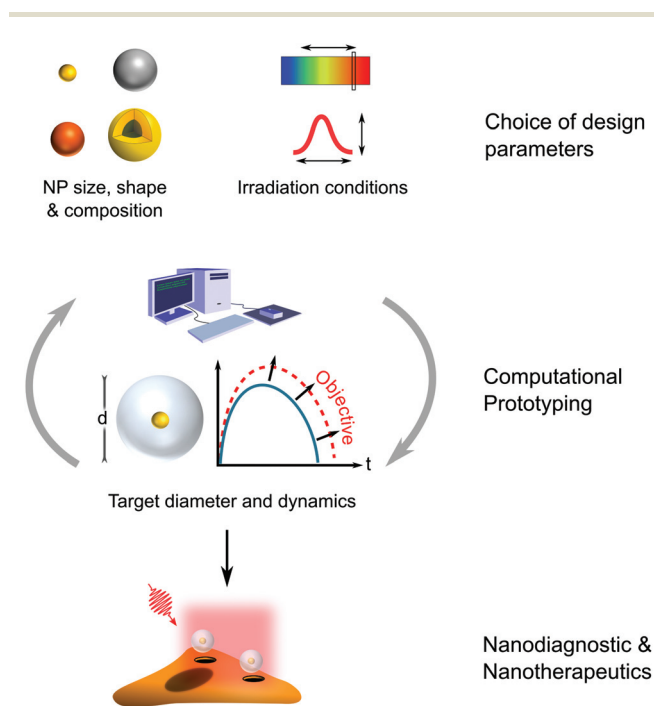 Choice of design
parameters
NP size, shape
& composition
Irradiation conditions
d
Objective
t
Computational
Prototyping
Target diameter and dynamics
Nanodiagnostic &
Nanotherapeutics